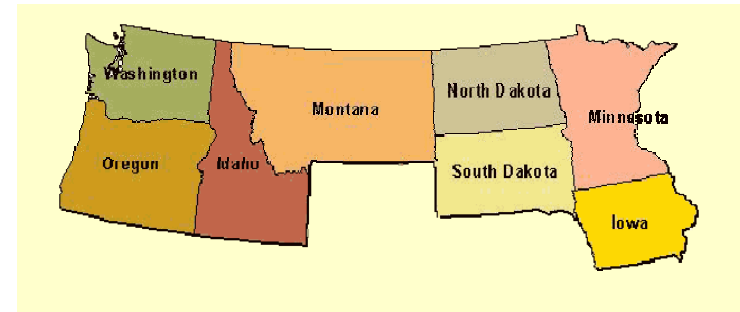 Washington
Montana
North Dakota
Minnesota
Oregon
Idaho
South Dakota
Iowa